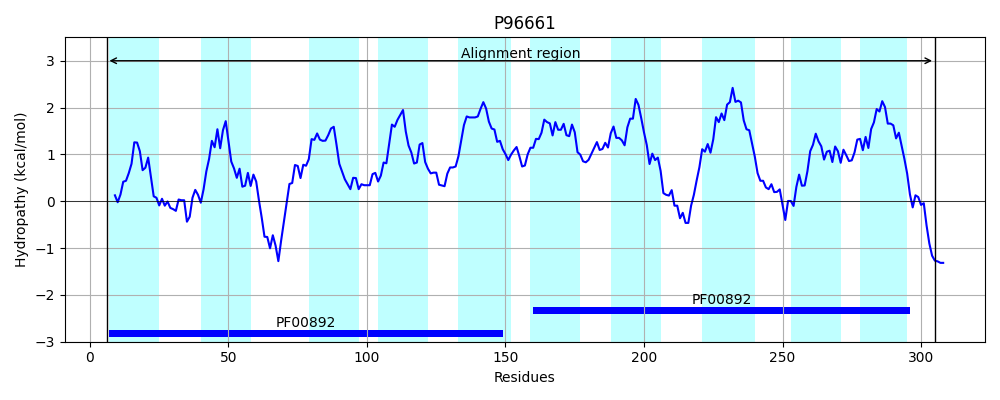 P96661
Alignment region
3
2
1
0
−1
−2
−3
Hydropathy (kcal/mol)
PF00892
PF00892
0
50
100
150
200
250
300
Residues